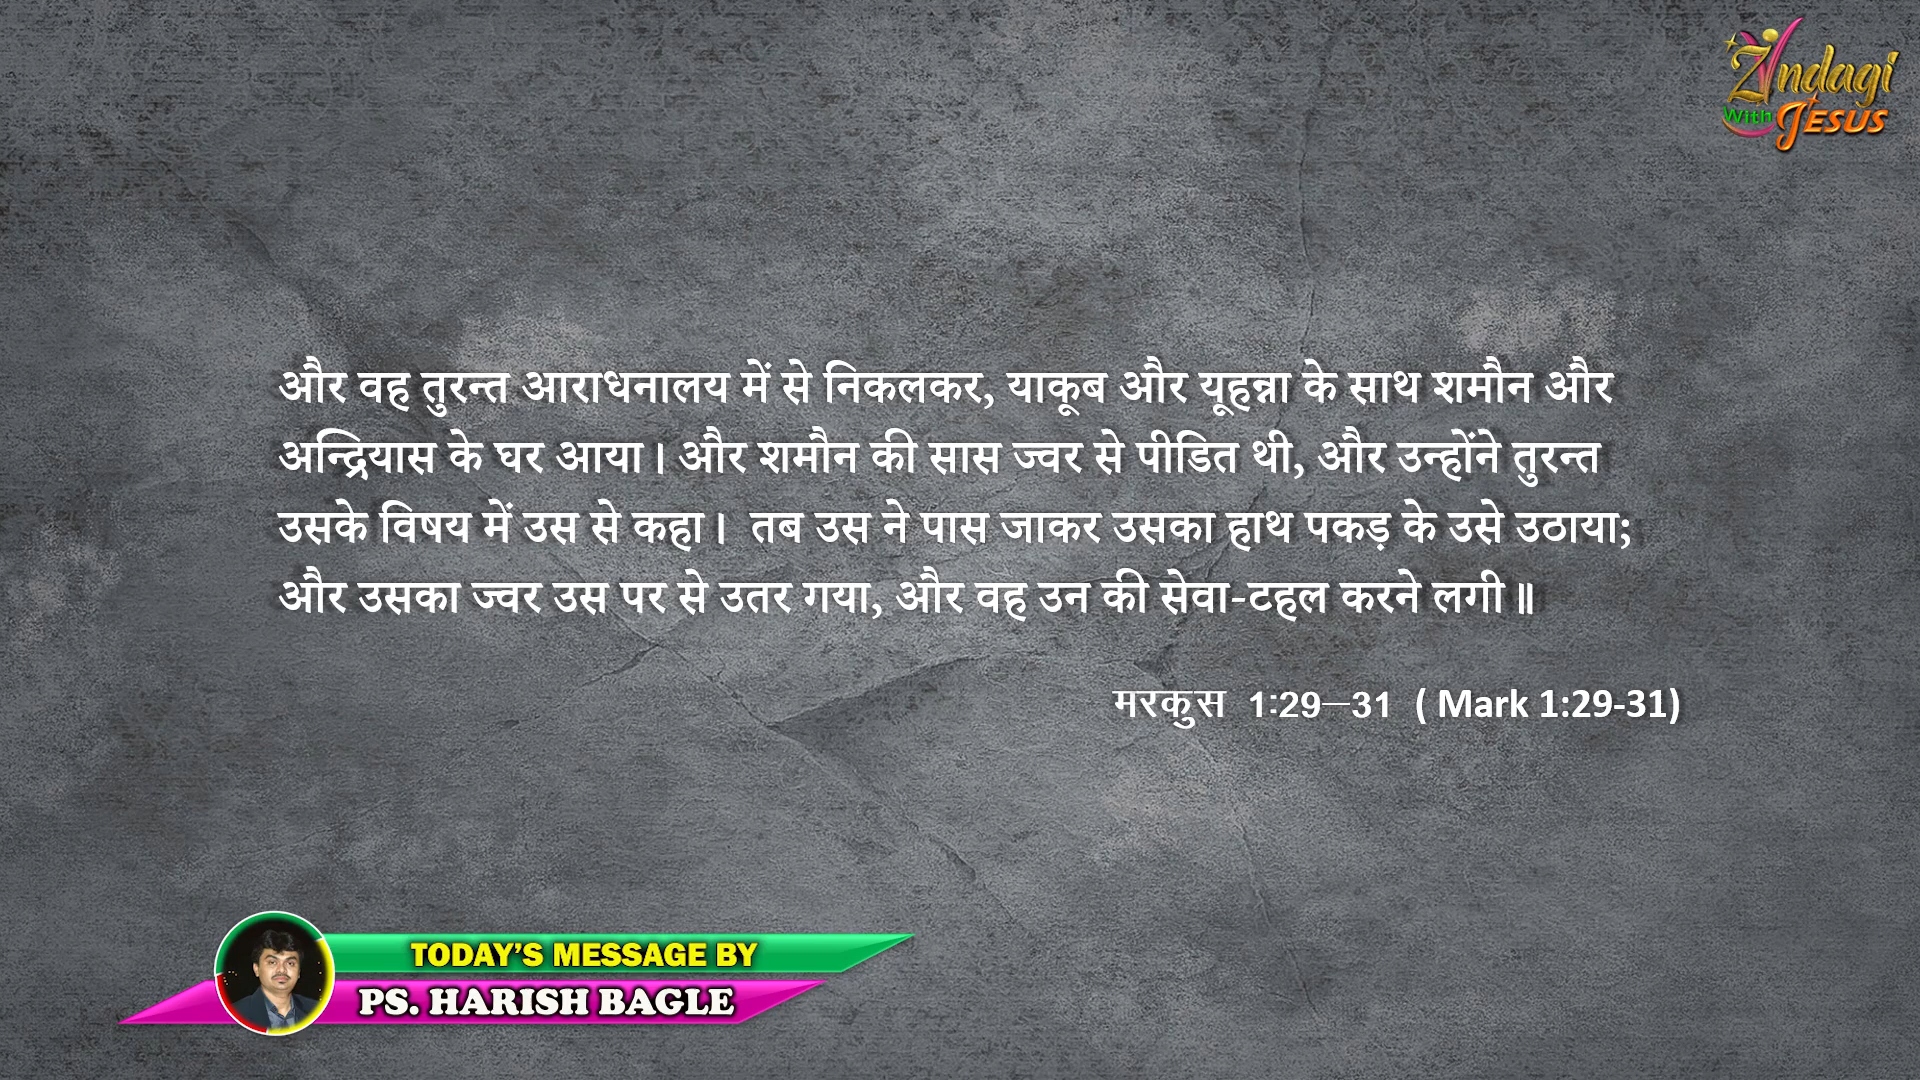 Zindagi
With JESUS
और वह तुरन्त आराधनालय में से निकलकर, याकूब और यूहन्ना के साथ शमौन और
अन्द्रियास के घर आया। और शमौन की सास ज्वर से पीडित थी, और उन्होंने तुरन्त
उसके विषय में उस से कहा। तब उस ने पास जाकर उसका हाथ पकड़ के उसे उठाया;
और उसका ज्वर उस पर से उतर गया, और वह उन की सेवा-टहल करने लगी॥
मरकुस 1:29–31 ( Mark 1:29-31)
TODAY'S MESSAGE BY
PS. HARISH BAGLE